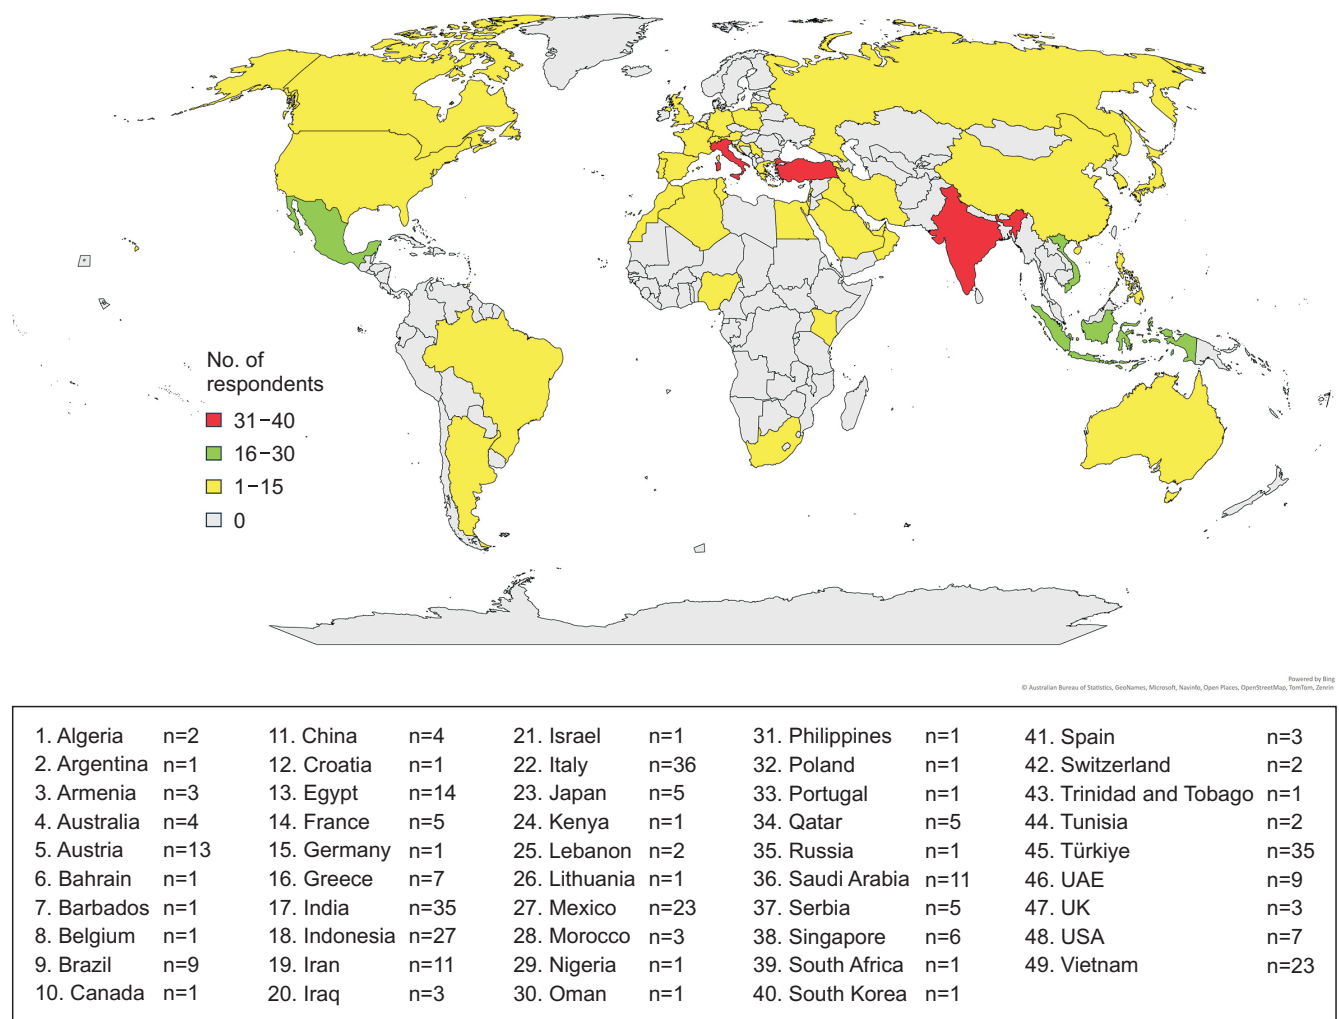 No. of
respondents
31–40
16–30
1–15
0
Powered by Bing
© Australian Bureau of Statistics, GeoNames, Microsoft, Navinfo, Open Places, OpenStreetMap, TomTom, Zenrin
1. Algeria n=2
2. Argentina n=1
3. Armenia n=3
4. Australia n=4
5. Austria n=13
6. Bahrain n=1
7. Barbados n=1
8. Belgium n=1
9. Brazil n=9
10. Canada n=1
11. China n=4
12. Croatia n=1
13. Egypt n=14
14. France n=5
15. Germany n=1
16. Greece n=7
17. India n=35
18. Indonesia n=27
19. Iran n=11
20. Iraq n=3
21. Israel n=1
22. Italy n=36
23. Japan n=5
24. Kenya n=1
25. Lebanon n=2
26. Lithuania n=1
27. Mexico n=23
28. Morocco n=3
29. Nigeria n=1
30. Oman n=1
31. Philippines n=1
32. Poland n=1
33. Portugal n=1
34. Qatar n=5
35. Russia n=1
36. Saudi Arabia n=11
37. Serbia n=5
38. Singapore n=6
39. South Africa n=1
40. South Korea n=1
41. Spain n=3
42. Switzerland n=2
43. Trinidad and Tobago n=1
44. Tunisia n=2
45. Türkiye n=35
46. UAE n=9
47. UK n=3
48. USA n=7
49. Vietnam n=23